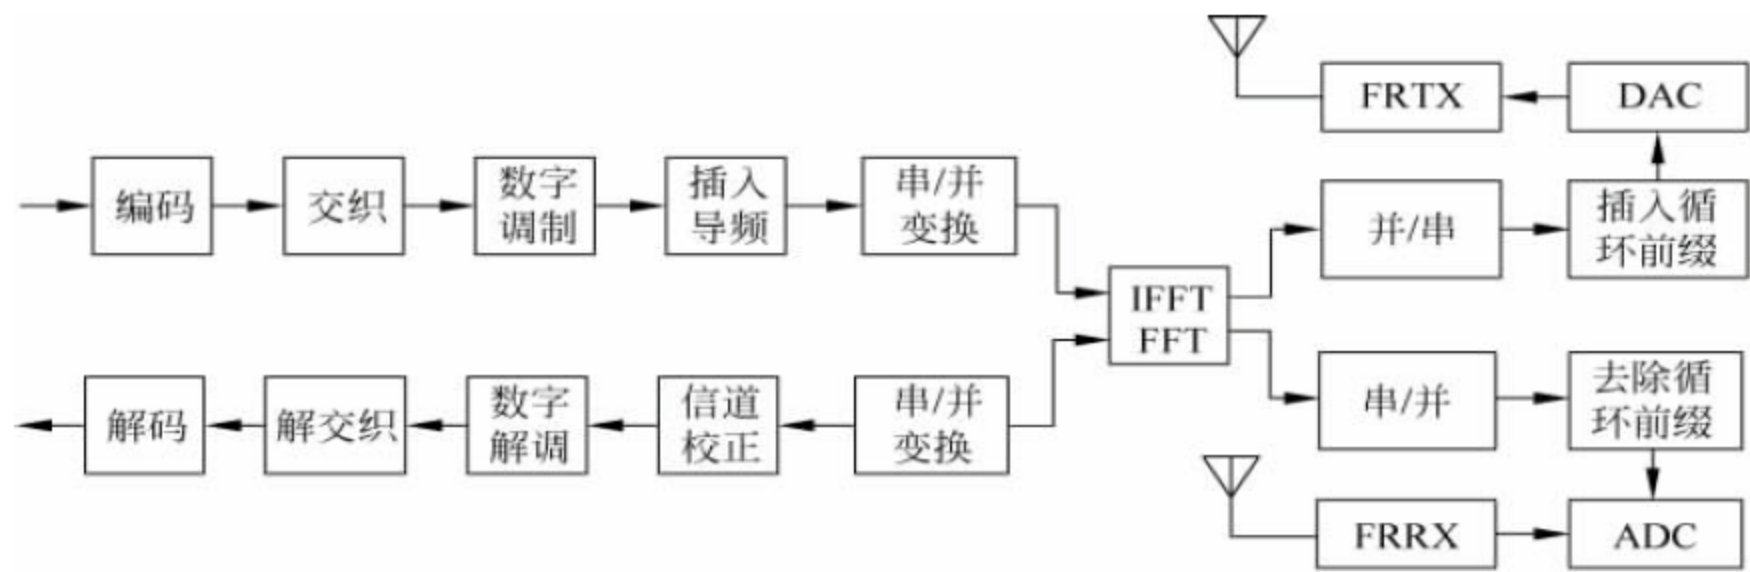 FRTX
DAC
编码
交织
数字
调制
插入
导频
串/并
变换
并/串
插入循
环前缀
IFFT
FFT
解码
解交织
数字
解调
信道
校正
串/并
变换
串/并
去除循
环前缀
FRRX
ADC